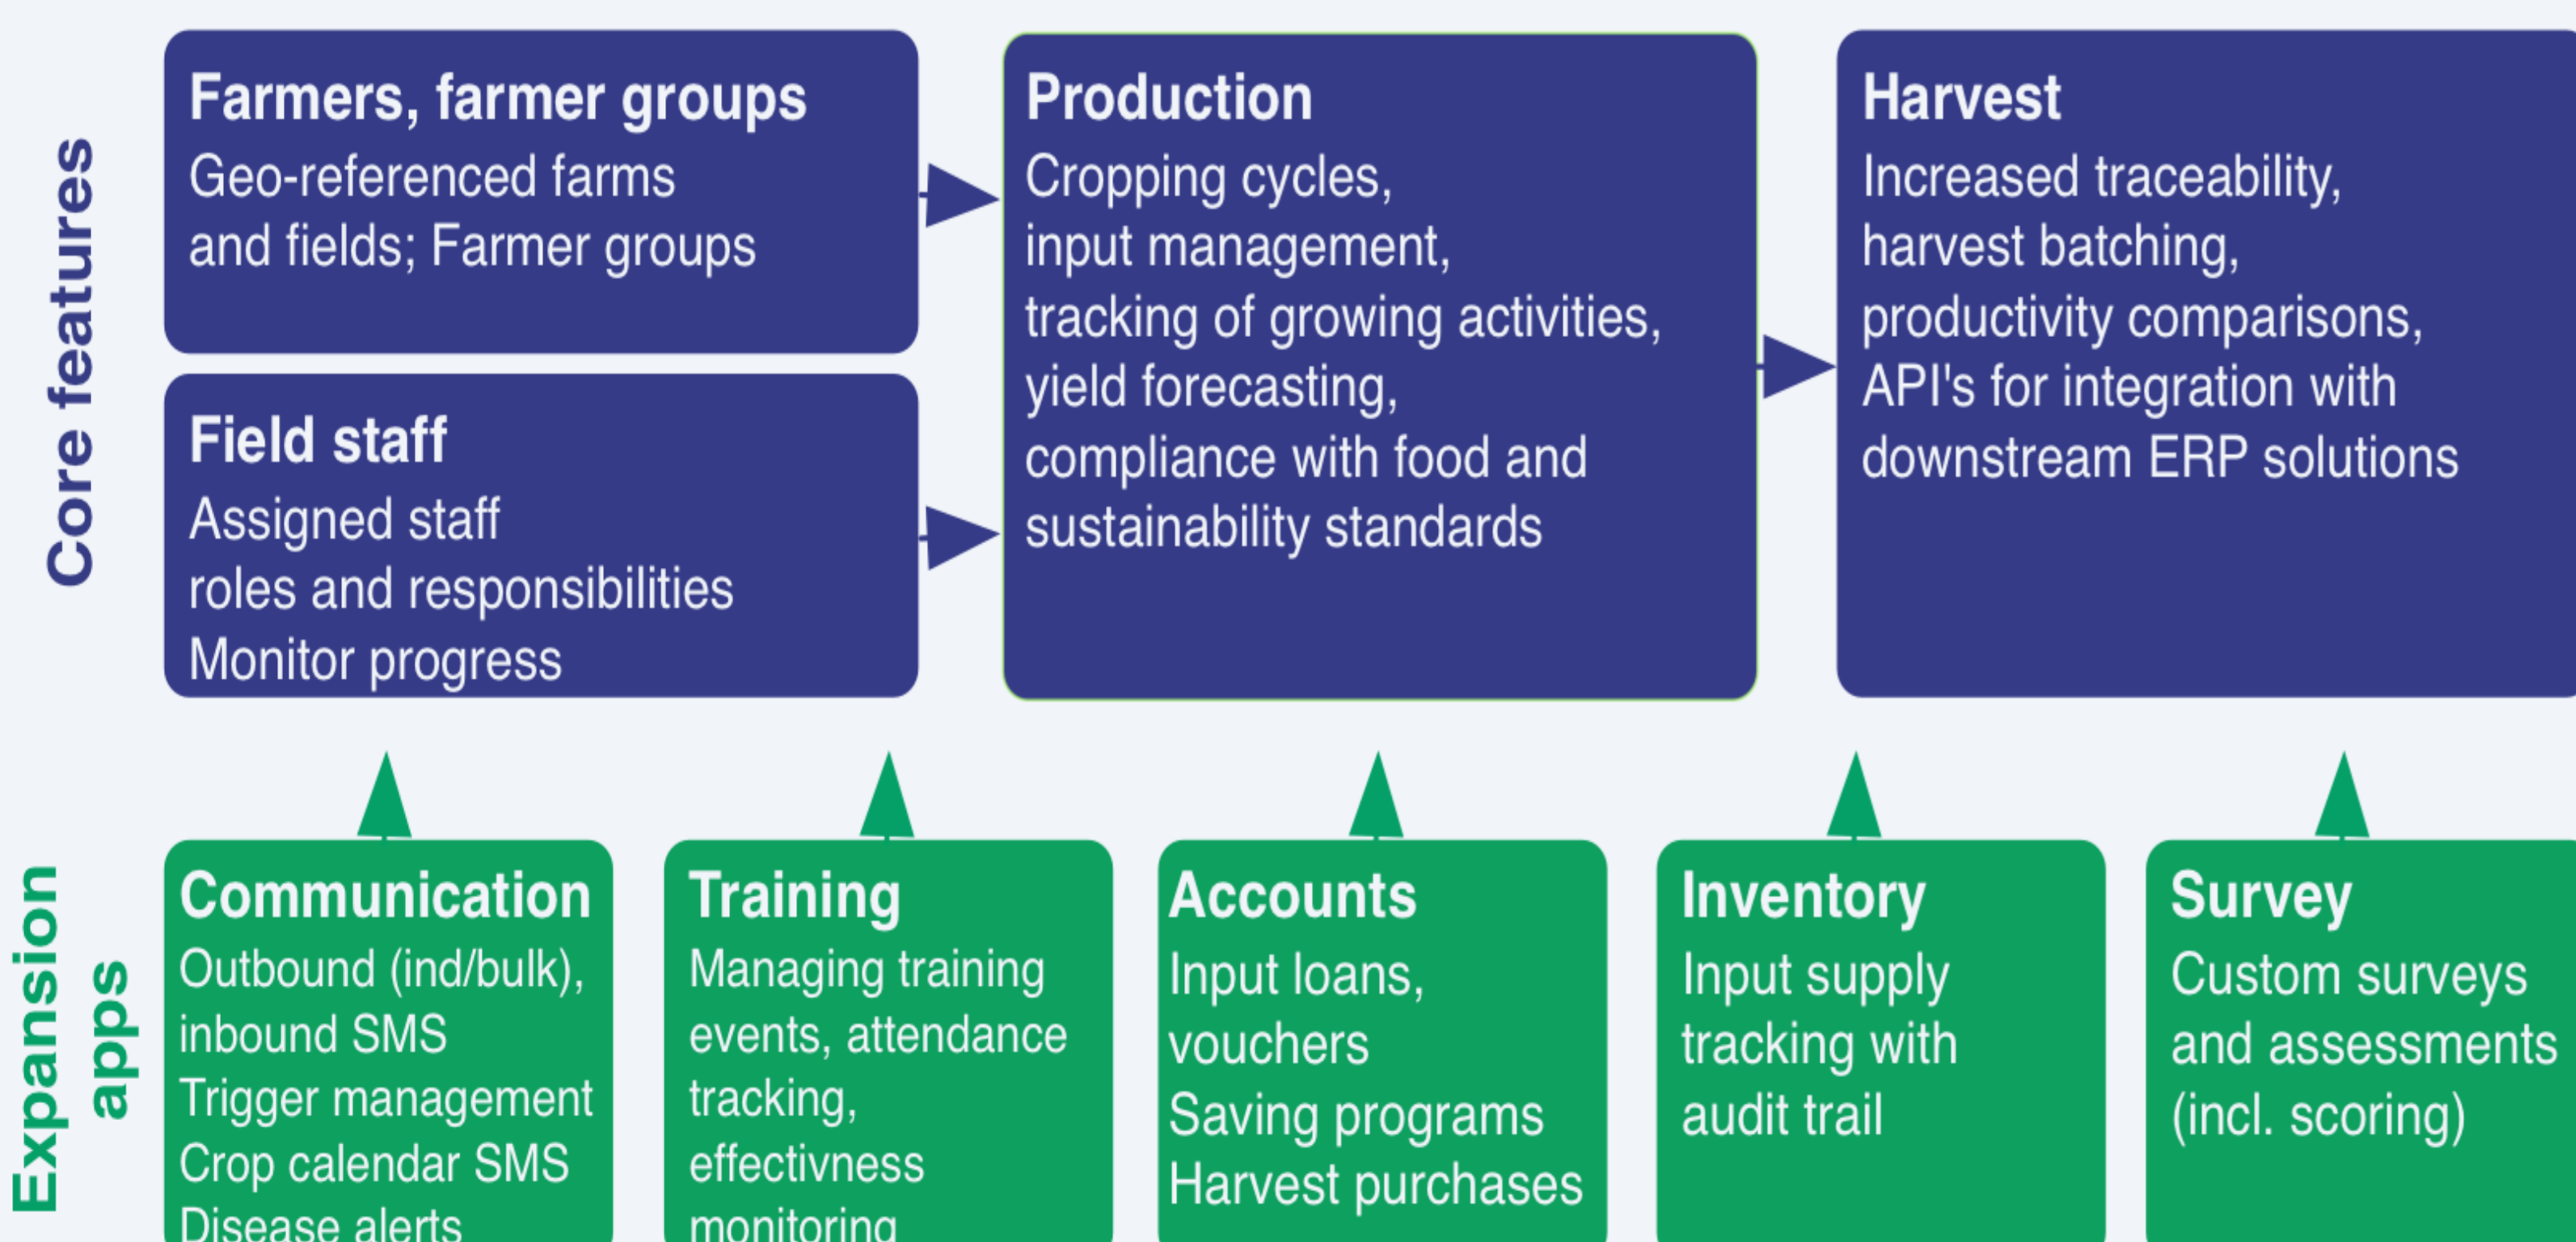 Core features
Farmers, farmer groups
Geo-referenced farms
and fields; Farmer groups
Field staff
Assigned staff
roles and responsibilities
Monitor progress
Production
Cropping cycles,
input management,
tracking of growing activities,
yield forecasting,
compliance with food and
sustainability standards
Harvest
Increased traceability,
harvest batching,
productivity comparisons,
API's for integration with
downstream ERP solutions
Expansion
apps
Communication
Outbound (ind/bulk),
inbound SMS
Trigger management
Crop calendar SMS
Disease alerts
Training
Managing training
events, attendance
tracking,
effectivness
monitoring
Accounts
Input loans,
vouchers
Saving programs
Harvest purchases
Inventory
Input supply
tracking with
audit trail
Survey
Custom surveys
and assessments
(incl. scoring)